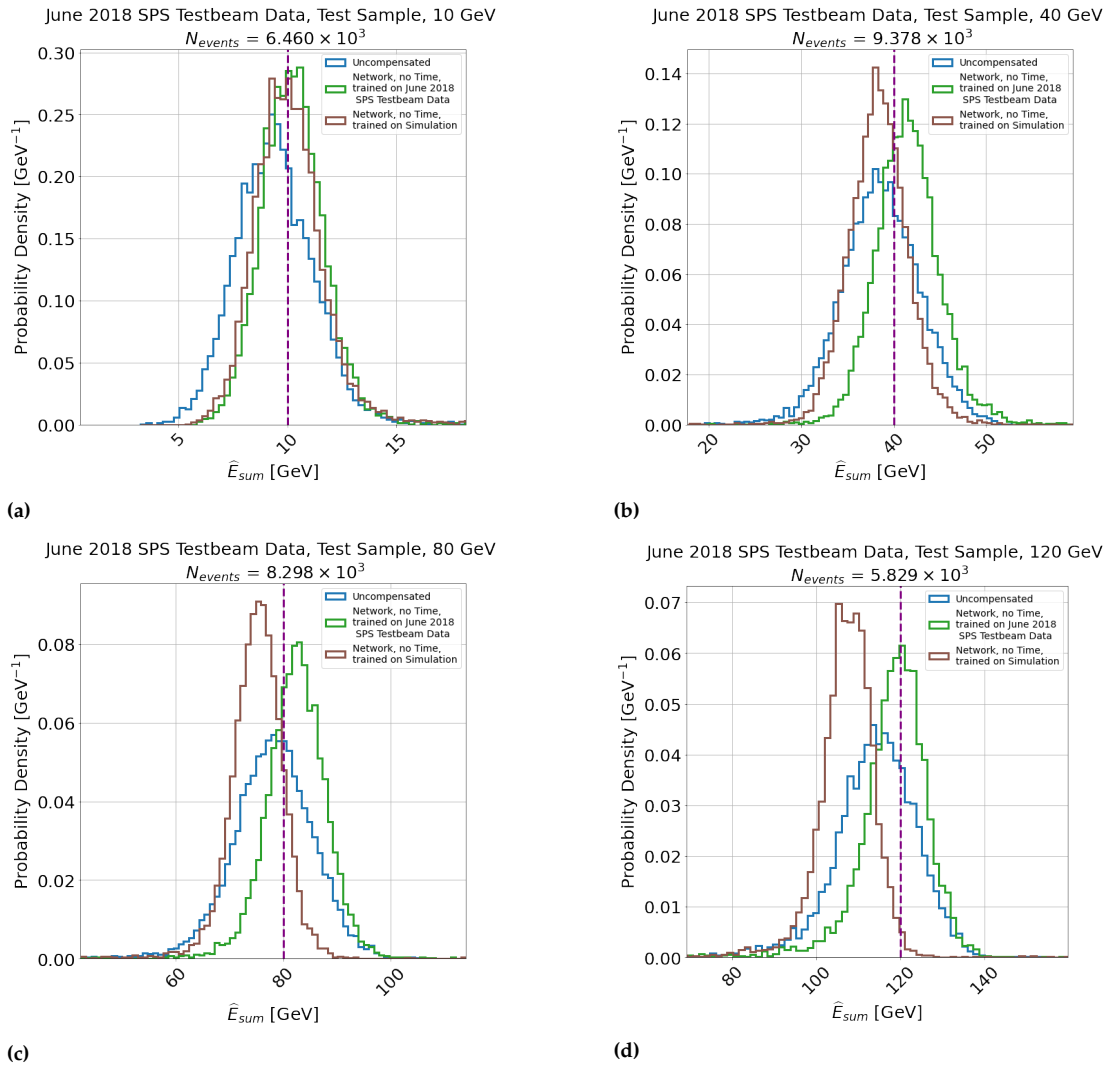 June 2018 SPS Testbeam Data, Test Sample, 10 GeV
N_events = 6.460 × 10³
Probability Density [GeV⁻¹]
0.30
0.25
0.20
0.15
0.10
0.05
0.00
Uncompensated
Network, no Time,
trained on June 2018
SPS Testbeam Data
Network, no Time,
trained on Simulation
5
10
15
Ê_sum [GeV]
(a)
June 2018 SPS Testbeam Data, Test Sample, 40 GeV
N_events = 9.378 × 10³
Probability Density [GeV⁻¹]
0.14
0.12
0.10
0.08
0.06
0.04
0.02
0.00
Uncompensated
Network, no Time,
trained on June 2018
SPS Testbeam Data
Network, no Time,
trained on Simulation
20
30
40
50
Ê_sum [GeV]
(b)
June 2018 SPS Testbeam Data, Test Sample, 80 GeV
N_events = 8.298 × 10³
Probability Density [GeV⁻¹]
0.08
0.06
0.04
0.02
0.00
Uncompensated
Network, no Time,
trained on June 2018
SPS Testbeam Data
Network, no Time,
trained on Simulation
60
80
100
Ê_sum [GeV]
(c)
June 2018 SPS Testbeam Data, Test Sample, 120 GeV
N_events = 5.829 × 10³
Probability Density [GeV⁻¹]
0.07
0.06
0.05
0.04
0.03
0.02
0.01
0.00
Uncompensated
Network, no Time,
trained on June 2018
SPS Testbeam Data
Network, no Time,
trained on Simulation
80
100
120
140
Ê_sum [GeV]
(d)